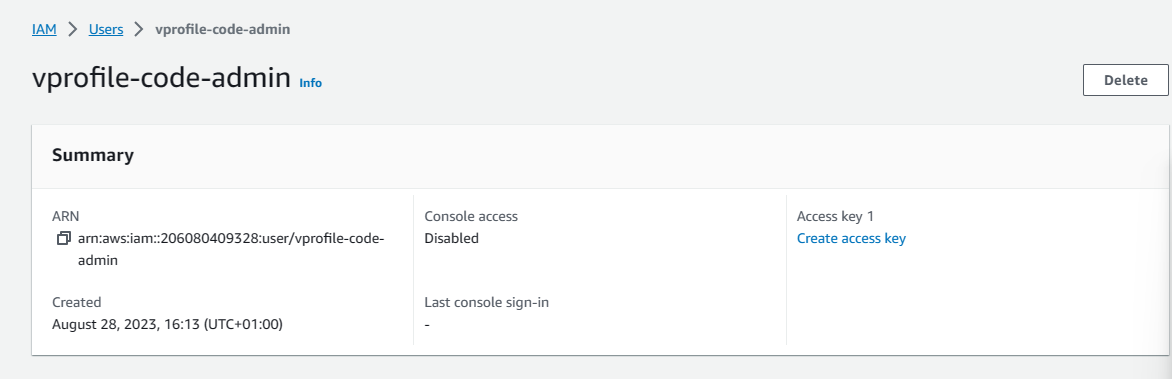 IAM > Users > vprofile-code-admin
vprofile-code-admin Info
Delete
Summary
ARN
arn:aws:iam::206080409328:user/vprofile-code-
admin
Created
August 28, 2023, 16:13 (UTC+01:00)
Console access
Disabled
Last console sign-in
-
Access key 1
Create access key